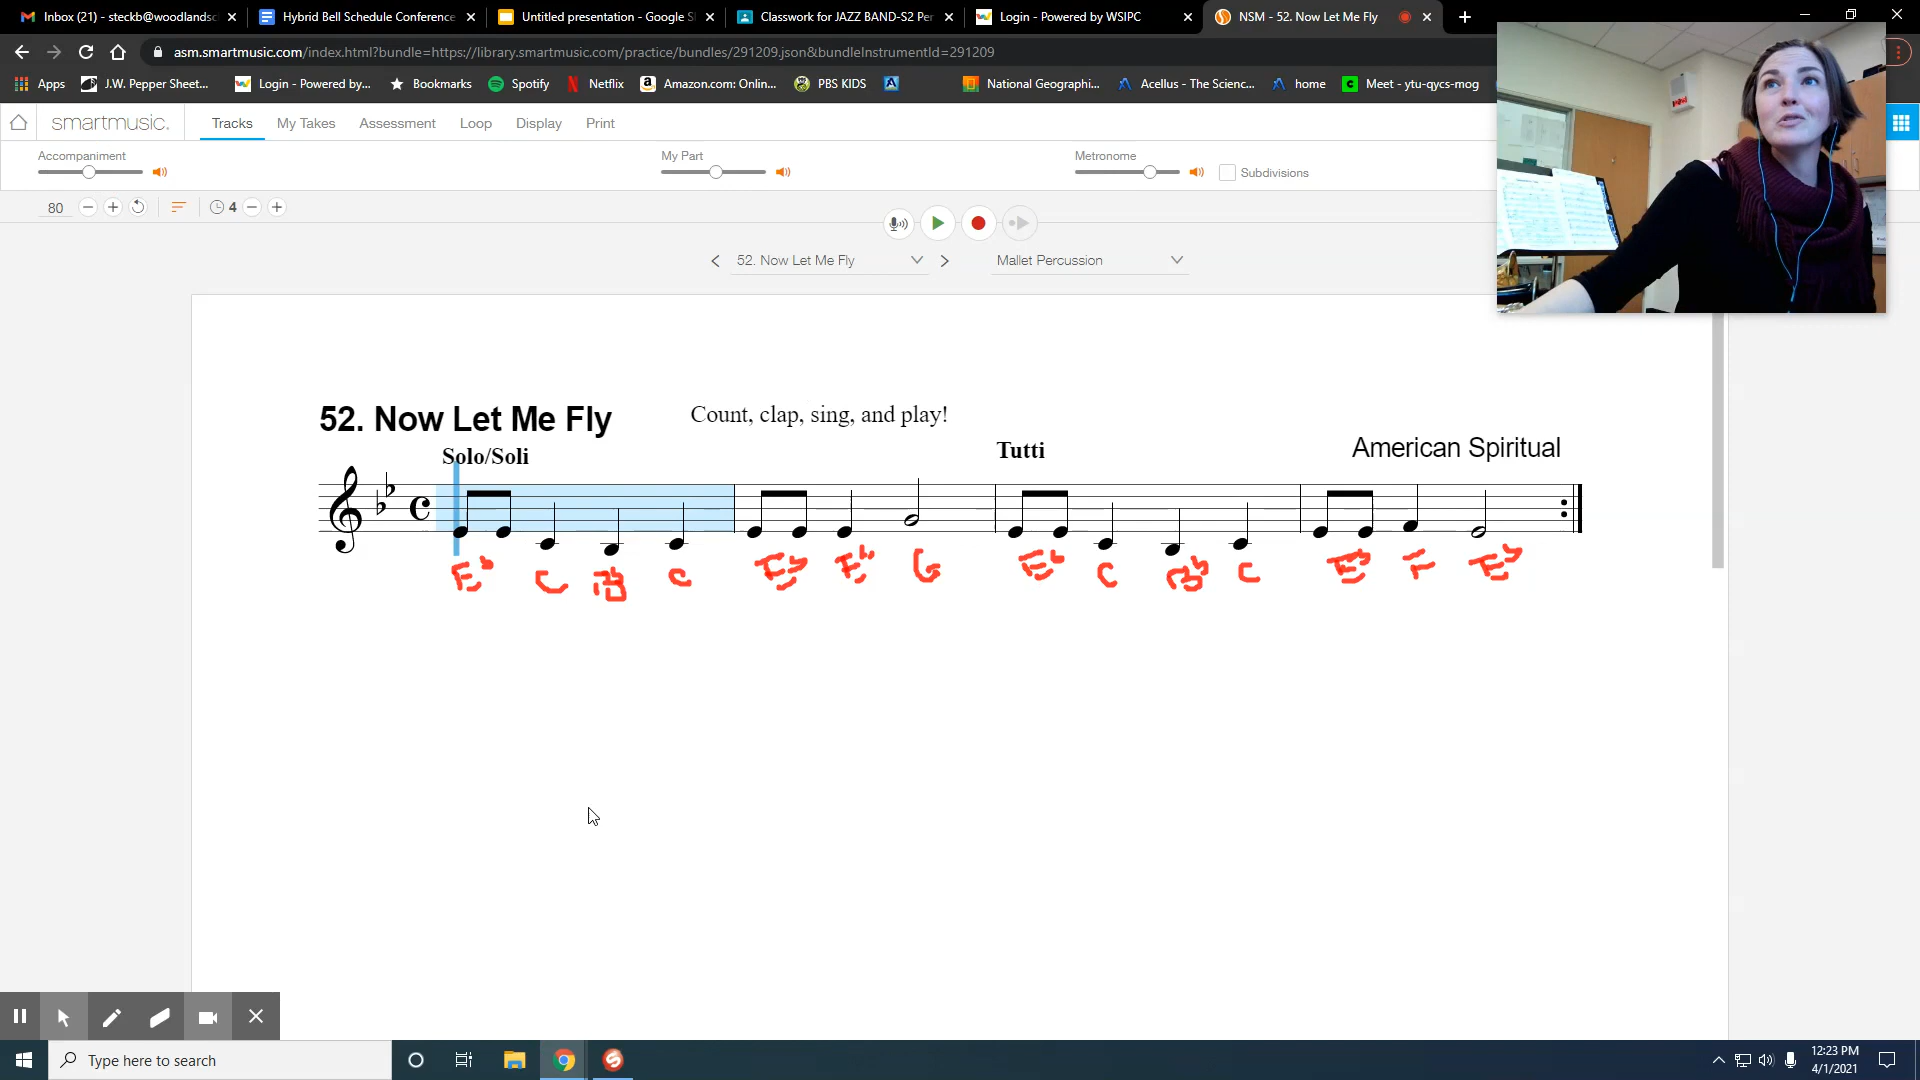 Inbox (21) - steckb@woodlandsc
Hybrid Bell Schedule Conference
Untitled presentation - Google S
Classwork for JAZZ BAND-S2 Per
Login - Powered by WSIPC
NSM - 52. Now Let Me Fly
asm.smartmusic.com/index.html?bundle=https://library.smartmusic.com/practice/bundles/291209.json&bundleInstrumentId=291209
Apps
J.W. Pepper Sheet...
Login - Powered by...
Bookmarks
Spotify
Netflix
Amazon.com: Onlin...
PBS KIDS
National Geographi...
Acellus - The Scienc...
home
Meet - ytu-qycs-mog
smartmusic.
Tracks
My Takes
Assessment
Loop
Display
Print
Accompaniment
My Part
Metronome
Subdivisions
80
4
52. Now Let Me Fly
Mallet Percussion
52. Now Let Me Fly
Count, clap, sing, and play!
Solo/Soli
Tutti
American Spiritual
E♭ C B♭ C E♭ E♭ G E♭ C B♭ C E♭ F E♭
Type here to search
12:23 PM
4/1/2021